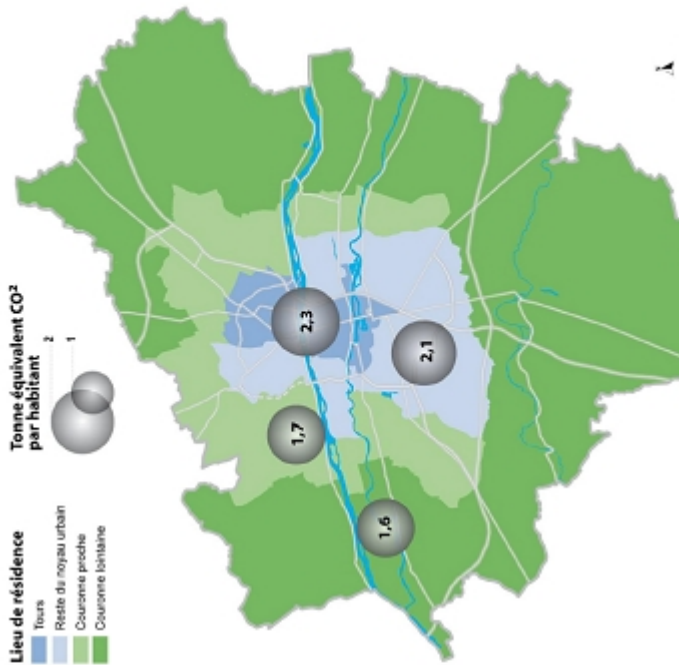 Lieu de résidence
Tours
Reste du noyau urbain
Couronne proche
Couronne lointaine
Tonne équivalent CO²
par habitant
2
1
2,3
2,1
1,7
1,6